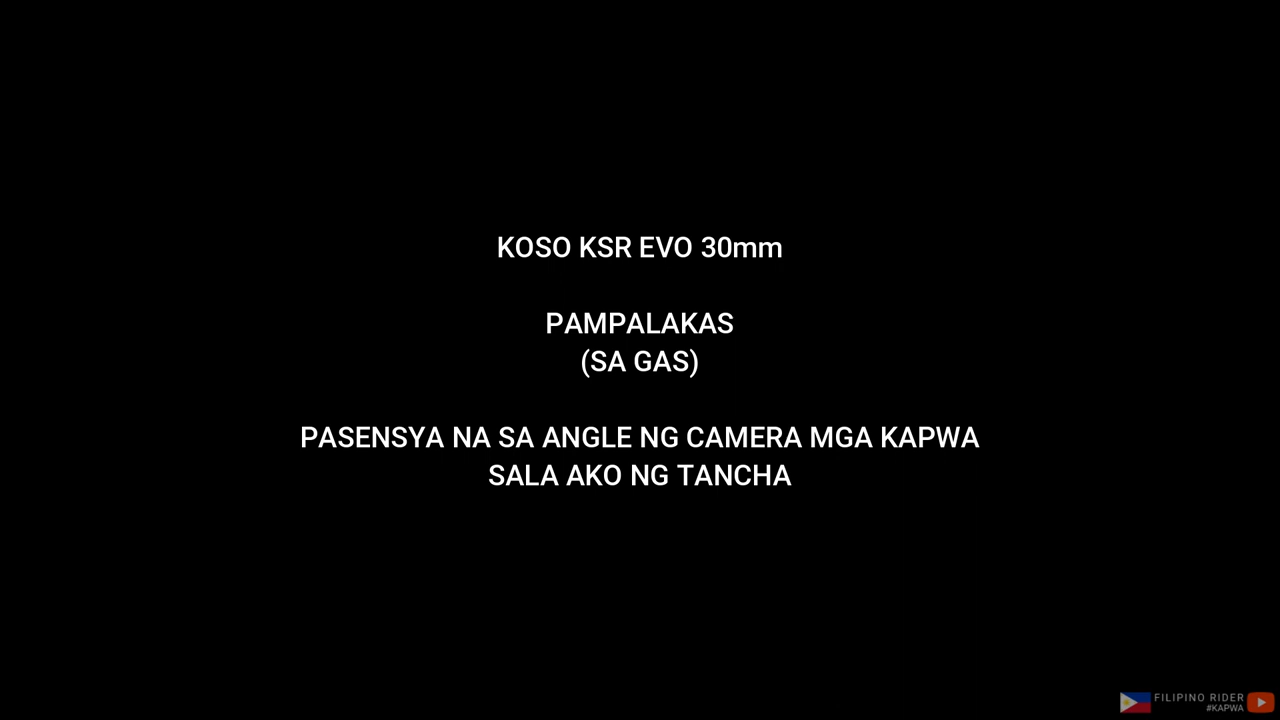 KOSO KSR EVO 30mm
PAMPALAKAS
(SA GAS)
PASENSYA NA SA ANGLE NG CAMERA MGA KAPWA
SALA AKO NG TANCHA
FILIPINO RIDER
#KAPWA